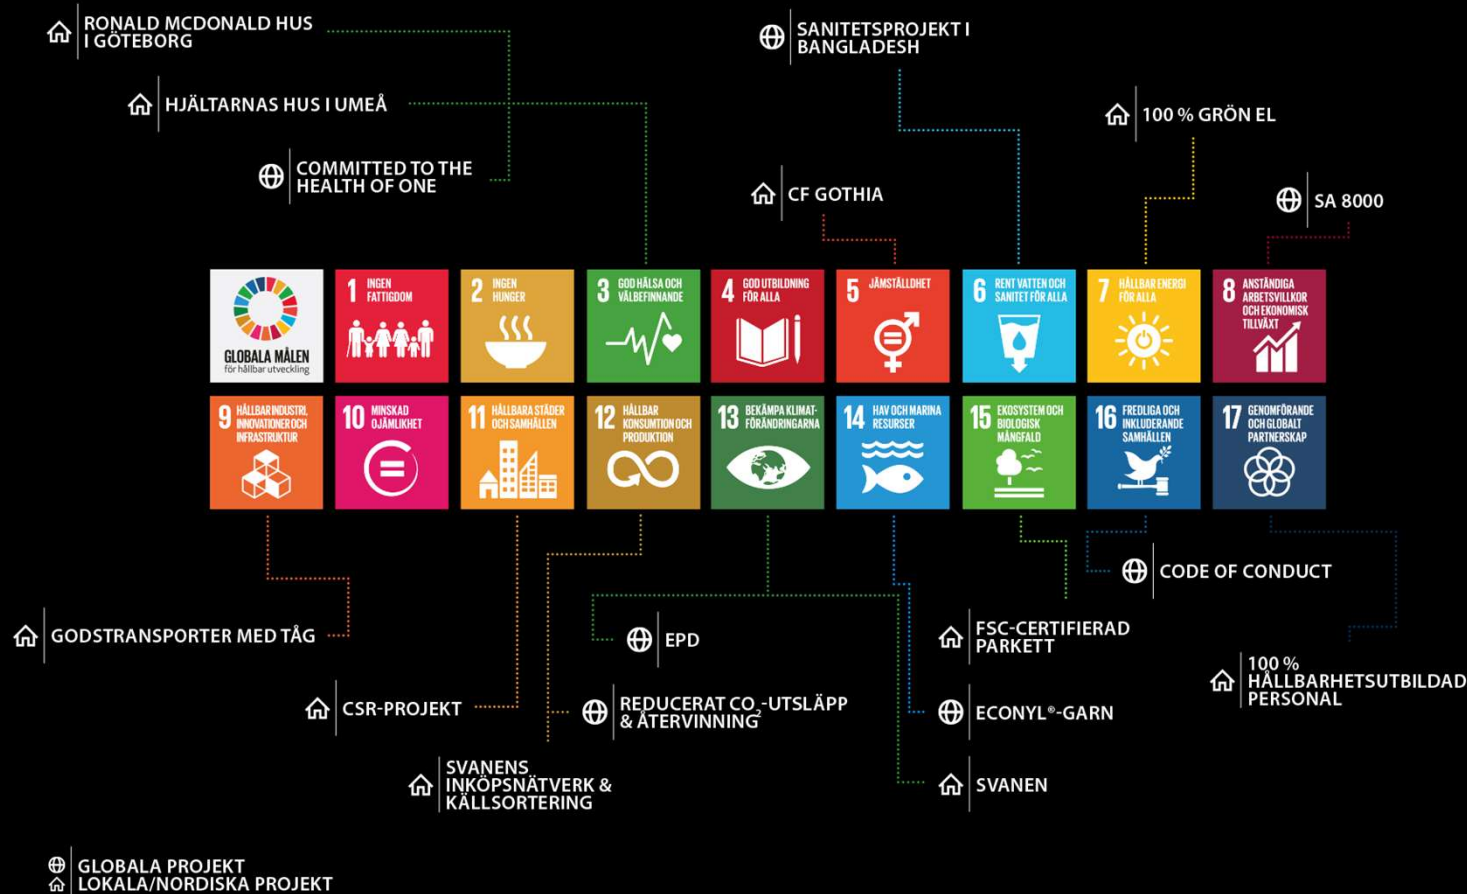 RONALD MCDONALD HUS
I GÖTEBORG
SANITETSPROJEKT I
BANGLADESH
HJÄLTARNAS HUS I UMEÅ
100 % GRÖN EL
COMMITTED TO THE
HEALTH OF ONE
CF GOTHIA
SA 8000
GLOBALA MÅLEN
för hållbar utveckling
1 INGEN
FATTIGDOM
2 INGEN
HUNGER
3 GOD HÄLSA OCH
VÄLBEFINNANDE
4 GOD UTBILDNING
FÖR ALLA
5 JÄMSTÄLLDHET
6 RENT VATTEN OCH
SANITET FÖR ALLA
7 HÅLLBAR ENERGI
FÖR ALLA
8 ANSTÄNDIGA
ARBETSVILLKOR
OCH EKONOMISK
TILLVÄXT
9 HÅLLBAR INDUSTRI,
INNOVATIONER OCH
INFRASTRUKTUR
10 MINSKAD
OJÄMLIKHET
11 HÅLLBARA STÄDER
OCH SAMHÄLLEN
12 HÅLLBAR
KONSUMTION OCH
PRODUKTION
13 BEKÄMPA KLIMAT-
FÖRÄNDRINGARNA
14 HAV OCH MARINA
RESURSER
15 EKOSYSTEM OCH
BIOLOGISK
MÅNGFALD
16 FREDLIGA OCH
INKLUDERANDE
SAMHÄLLEN
17 GENOMFÖRANDE
OCH GLOBALT
PARTNERSKAP
CODE OF CONDUCT
GODSTRANSPORTER MED TÅG
EPD
FSC-CERTIFIERAD
PARKETT
100 %
HÅLLBARHETSUTBILDAD
PERSONAL
CSR-PROJEKT
REDUCERAT CO₂-UTSLÄPP
& ÅTERVINNING
ECONYL®-GARN
SVANENS
INKÖPSNÄTVERK &
KÄLLSORTERING
SVANEN
GLOBALA PROJEKT
LOKALA/NORDISKA PROJEKT